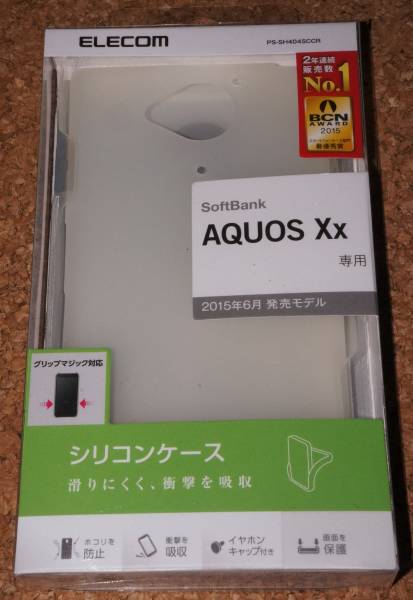 ELECOM
PS-SH404SCCR
2年連続
販売数
No.1
BCN
AWARD
2015
最優秀賞
SoftBank
AQUOS Xx
専用
2015年6月 発売モデル
グリップマジック対応
シリコンケース
滑りにくく、衝撃を吸収
ホコリを
防止
衝撃を
吸収
イヤホン
キャップ付き
画面を
保護